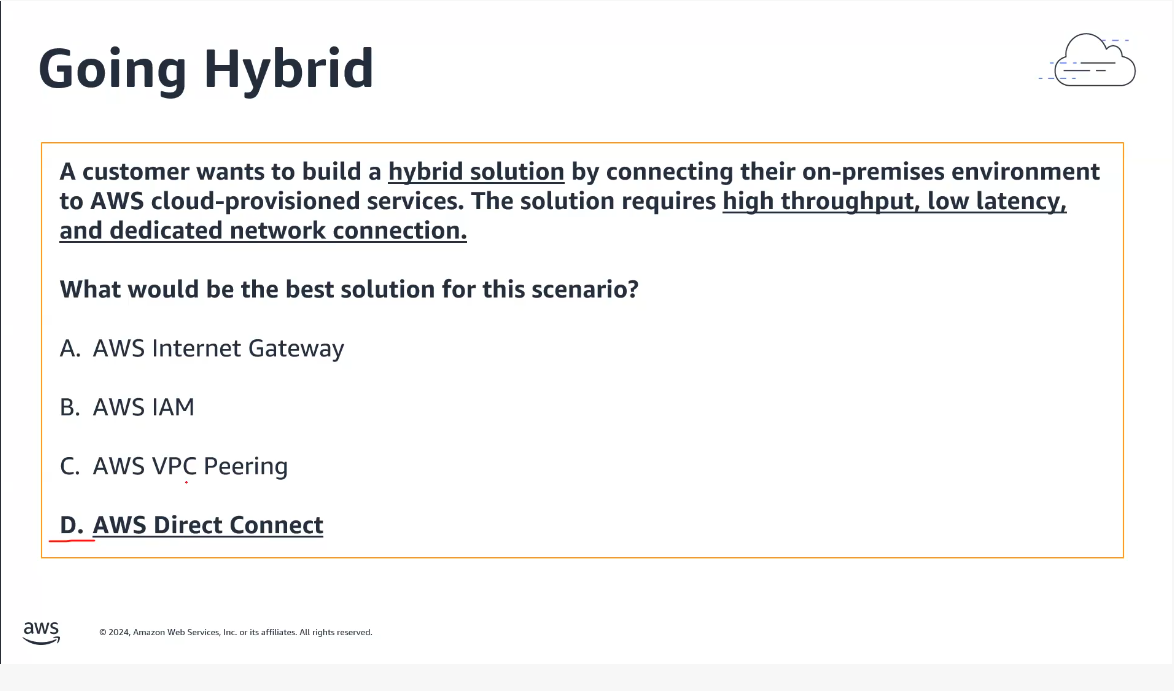 Going Hybrid
A customer wants to build a hybrid solution by connecting their on-premises environment
to AWS cloud-provisioned services. The solution requires high throughput, low latency,
and dedicated network connection.
What would be the best solution for this scenario?
A. AWS Internet Gateway
B. AWS IAM
C. AWS VPC Peering
D. AWS Direct Connect
aws
© 2024, Amazon Web Services, Inc. or its affiliates. All rights reserved.